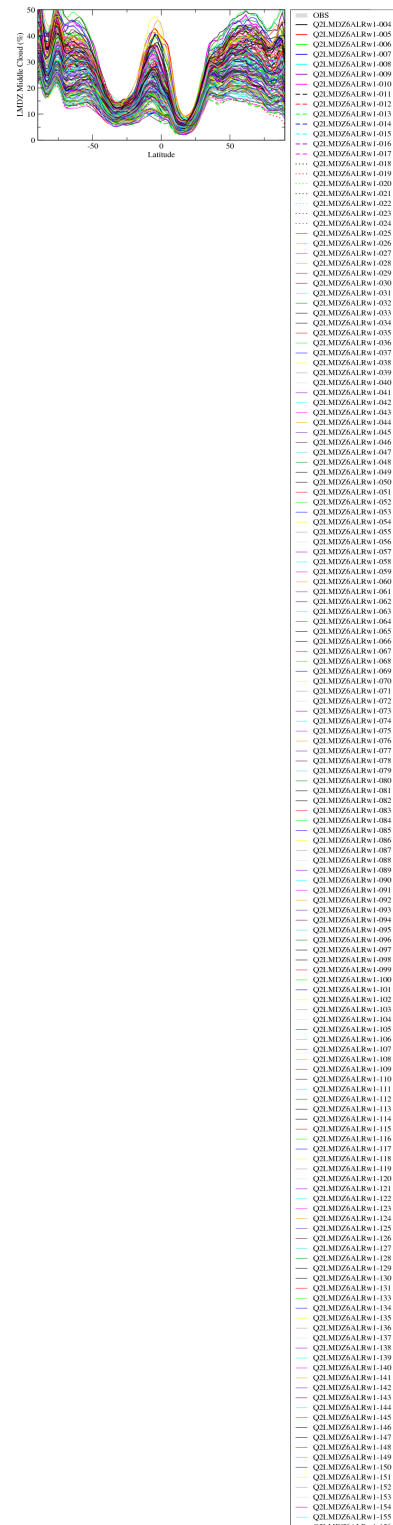 50
40
30
20
10
0
LMDZ Middle Cloud (%)
-50
0
50
Latitude
OBS
Q2LMDZ6ALRw1-004
Q2LMDZ6ALRw1-005
Q2LMDZ6ALRw1-006
Q2LMDZ6ALRw1-007
Q2LMDZ6ALRw1-008
Q2LMDZ6ALRw1-009
Q2LMDZ6ALRw1-010
Q2LMDZ6ALRw1-011
Q2LMDZ6ALRw1-012
Q2LMDZ6ALRw1-013
Q2LMDZ6ALRw1-014
Q2LMDZ6ALRw1-015
Q2LMDZ6ALRw1-016
Q2LMDZ6ALRw1-017
Q2LMDZ6ALRw1-018
Q2LMDZ6ALRw1-019
Q2LMDZ6ALRw1-020
Q2LMDZ6ALRw1-021
Q2LMDZ6ALRw1-022
Q2LMDZ6ALRw1-023
Q2LMDZ6ALRw1-024
Q2LMDZ6ALRw1-025
Q2LMDZ6ALRw1-026
Q2LMDZ6ALRw1-027
Q2LMDZ6ALRw1-028
Q2LMDZ6ALRw1-029
Q2LMDZ6ALRw1-030
Q2LMDZ6ALRw1-031
Q2LMDZ6ALRw1-032
Q2LMDZ6ALRw1-033
Q2LMDZ6ALRw1-034
Q2LMDZ6ALRw1-035
Q2LMDZ6ALRw1-036
Q2LMDZ6ALRw1-037
Q2LMDZ6ALRw1-038
Q2LMDZ6ALRw1-039
Q2LMDZ6ALRw1-040
Q2LMDZ6ALRw1-041
Q2LMDZ6ALRw1-042
Q2LMDZ6ALRw1-043
Q2LMDZ6ALRw1-044
Q2LMDZ6ALRw1-045
Q2LMDZ6ALRw1-046
Q2LMDZ6ALRw1-047
Q2LMDZ6ALRw1-048
Q2LMDZ6ALRw1-049
Q2LMDZ6ALRw1-050
Q2LMDZ6ALRw1-051
Q2LMDZ6ALRw1-052
Q2LMDZ6ALRw1-053
Q2LMDZ6ALRw1-054
Q2LMDZ6ALRw1-055
Q2LMDZ6ALRw1-056
Q2LMDZ6ALRw1-057
Q2LMDZ6ALRw1-058
Q2LMDZ6ALRw1-059
Q2LMDZ6ALRw1-060
Q2LMDZ6ALRw1-061
Q2LMDZ6ALRw1-062
Q2LMDZ6ALRw1-063
Q2LMDZ6ALRw1-064
Q2LMDZ6ALRw1-065
Q2LMDZ6ALRw1-066
Q2LMDZ6ALRw1-067
Q2LMDZ6ALRw1-068
Q2LMDZ6ALRw1-069
Q2LMDZ6ALRw1-070
Q2LMDZ6ALRw1-071
Q2LMDZ6ALRw1-072
Q2LMDZ6ALRw1-073
Q2LMDZ6ALRw1-074
Q2LMDZ6ALRw1-075
Q2LMDZ6ALRw1-076
Q2LMDZ6ALRw1-077
Q2LMDZ6ALRw1-078
Q2LMDZ6ALRw1-079
Q2LMDZ6ALRw1-080
Q2LMDZ6ALRw1-081
Q2LMDZ6ALRw1-082
Q2LMDZ6ALRw1-083
Q2LMDZ6ALRw1-084
Q2LMDZ6ALRw1-085
Q2LMDZ6ALRw1-086
Q2LMDZ6ALRw1-087
Q2LMDZ6ALRw1-088
Q2LMDZ6ALRw1-089
Q2LMDZ6ALRw1-090
Q2LMDZ6ALRw1-091
Q2LMDZ6ALRw1-092
Q2LMDZ6ALRw1-093
Q2LMDZ6ALRw1-094
Q2LMDZ6ALRw1-095
Q2LMDZ6ALRw1-096
Q2LMDZ6ALRw1-097
Q2LMDZ6ALRw1-098
Q2LMDZ6ALRw1-099
Q2LMDZ6ALRw1-100
Q2LMDZ6ALRw1-101
Q2LMDZ6ALRw1-102
Q2LMDZ6ALRw1-103
Q2LMDZ6ALRw1-104
Q2LMDZ6ALRw1-105
Q2LMDZ6ALRw1-106
Q2LMDZ6ALRw1-107
Q2LMDZ6ALRw1-108
Q2LMDZ6ALRw1-109
Q2LMDZ6ALRw1-110
Q2LMDZ6ALRw1-111
Q2LMDZ6ALRw1-112
Q2LMDZ6ALRw1-113
Q2LMDZ6ALRw1-114
Q2LMDZ6ALRw1-115
Q2LMDZ6ALRw1-116
Q2LMDZ6ALRw1-117
Q2LMDZ6ALRw1-118
Q2LMDZ6ALRw1-119
Q2LMDZ6ALRw1-120
Q2LMDZ6ALRw1-121
Q2LMDZ6ALRw1-122
Q2LMDZ6ALRw1-123
Q2LMDZ6ALRw1-124
Q2LMDZ6ALRw1-125
Q2LMDZ6ALRw1-126
Q2LMDZ6ALRw1-127
Q2LMDZ6ALRw1-128
Q2LMDZ6ALRw1-129
Q2LMDZ6ALRw1-130
Q2LMDZ6ALRw1-131
Q2LMDZ6ALRw1-133
Q2LMDZ6ALRw1-134
Q2LMDZ6ALRw1-135
Q2LMDZ6ALRw1-136
Q2LMDZ6ALRw1-137
Q2LMDZ6ALRw1-138
Q2LMDZ6ALRw1-139
Q2LMDZ6ALRw1-140
Q2LMDZ6ALRw1-141
Q2LMDZ6ALRw1-142
Q2LMDZ6ALRw1-143
Q2LMDZ6ALRw1-144
Q2LMDZ6ALRw1-145
Q2LMDZ6ALRw1-146
Q2LMDZ6ALRw1-147
Q2LMDZ6ALRw1-148
Q2LMDZ6ALRw1-149
Q2LMDZ6ALRw1-150
Q2LMDZ6ALRw1-151
Q2LMDZ6ALRw1-152
Q2LMDZ6ALRw1-153
Q2LMDZ6ALRw1-154
Q2LMDZ6ALRw1-155